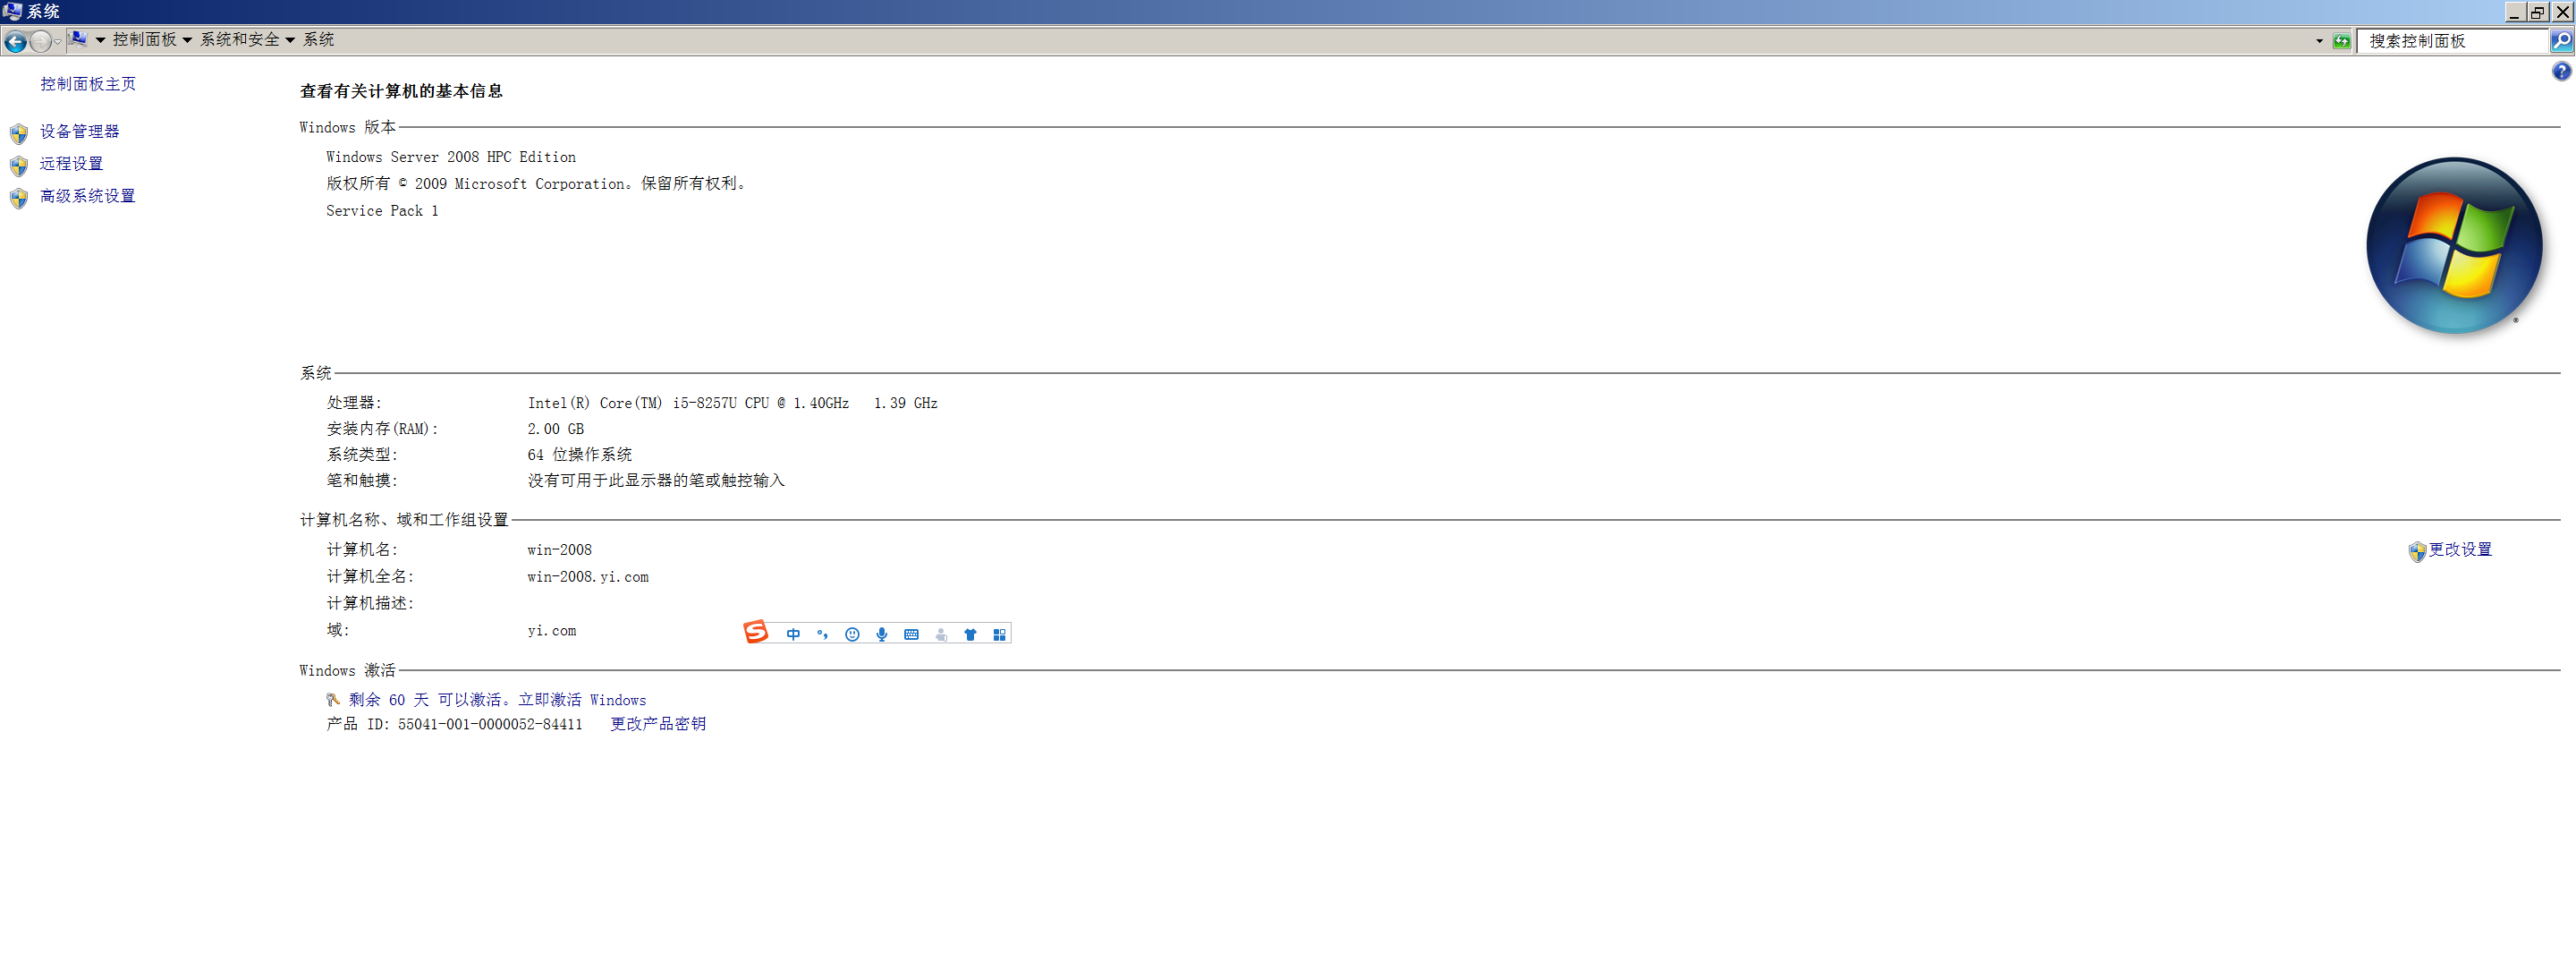 系统
控制面板 系统和安全 系统
搜索控制面板
控制面板主页
设备管理器
远程设置
高级系统设置
查看有关计算机的基本信息
Windows 版本
Windows Server 2008 HPC Edition
版权所有 © 2009 Microsoft Corporation。保留所有权利。
Service Pack 1
系统
处理器: Intel(R) Core(TM) i5-8257U CPU @ 1.40GHz 1.39 GHz
安装内存(RAM): 2.00 GB
系统类型: 64 位操作系统
笔和触摸: 没有可用于此显示器的笔或触控输入
计算机名称、域和工作组设置
计算机名: win-2008 更改设置
计算机全名: win-2008.yi.com
计算机描述:
域: yi.com
中
Windows 激活
剩余 60 天 可以激活。立即激活 Windows
产品 ID: 55041-001-0000052-84411 更改产品密钥